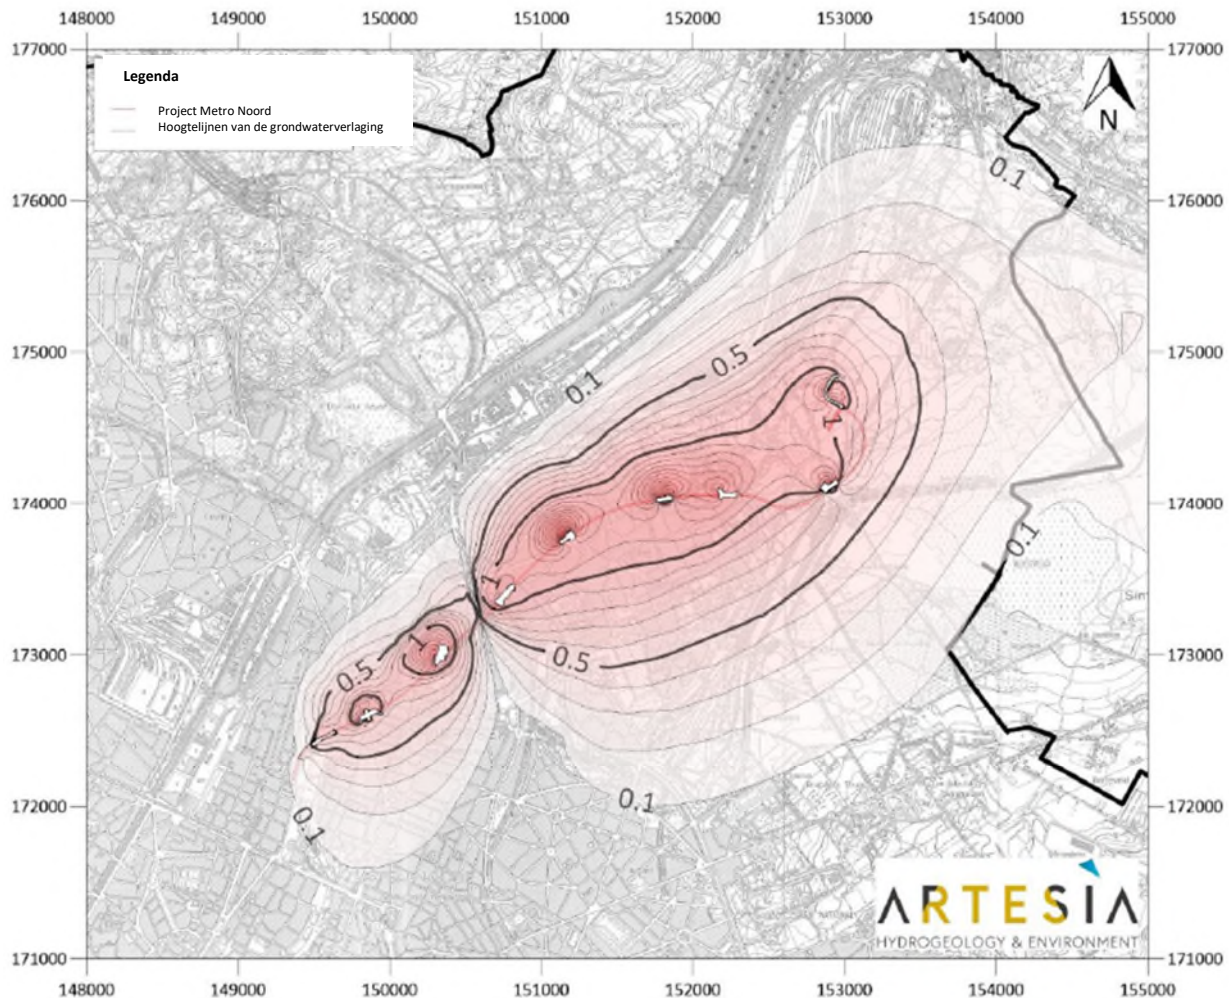 148000 149000 150000 151000 152000 153000 154000 155000
177000 177000
Legenda
Project Metro Noord
Hoogtelijnen van de grondwaterverlaging
N
0.1
176000 176000
175000 175000
0.5
0.1
1
174000 174000
0.1
1
173000 173000
1
0.5
0.5
0.1
172000 172000
0.1
ARTESIA
HYDROGEOLOGY & ENVIRONMENT
171000 171000
148000 149000 150000 151000 152000 153000 154000 155000